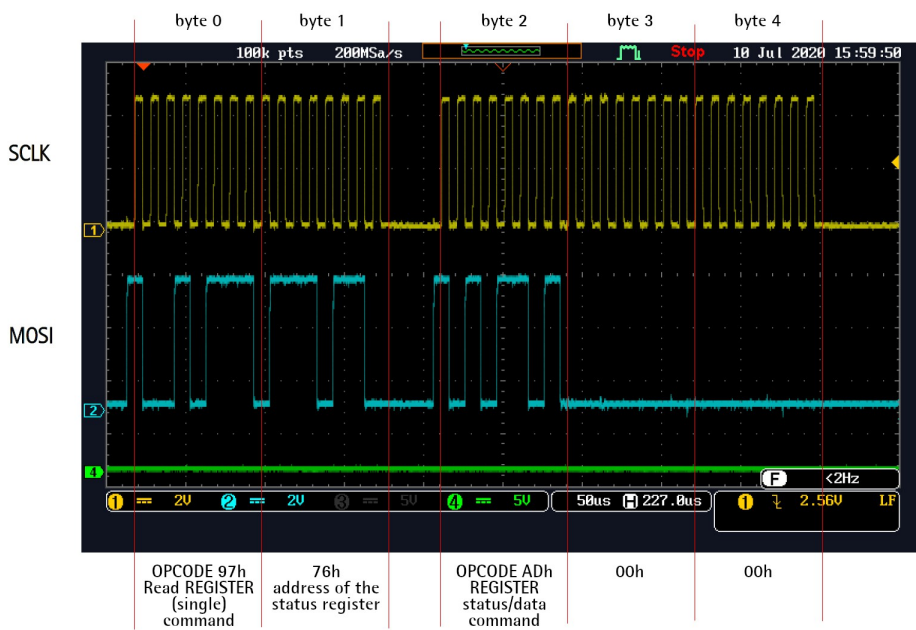 byte 0 byte 1 byte 2 byte 3 byte 4
100k pts 200MSa/s Stop 10 Jul 2020 15:59:50
SCLK
1
MOSI
2
4
F <2Hz
1 2V 2 2V 3 5V 4 5V 50us H 227.0us 1 2.56V LF
OPCODE 97h 76h OPCODE ADh 00h 00h
Read REGISTER address of the REGISTER
(single) status register status/data
command command